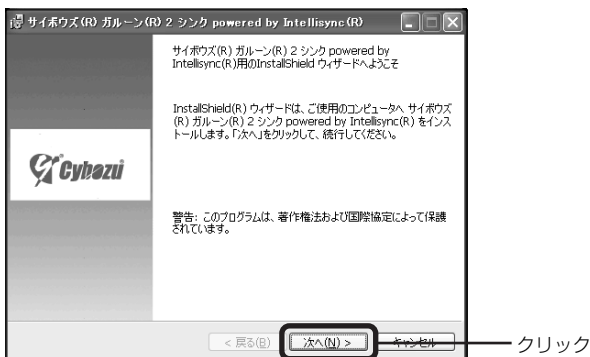 サイボウズ(R) ガルーン(R) 2 シンク powered by Intellisync(R)
サイボウズ(R) ガルーン(R) 2 シンク powered by
Intellisync(R)用のInstallShield ウィザードへようこそ
InstallShield(R) ウィザードは、ご使用のコンピュータへ サイボウズ
(R) ガルーン(R) 2 シンク powered by Intellisync(R) をインス
トールします。「次へ」をクリックして、続行してください。
Cybozu
警告: このプログラムは、著作権法および国際協定によって保護
されています。
< 戻る(B)
次へ(N) >
キャンセル
クリック